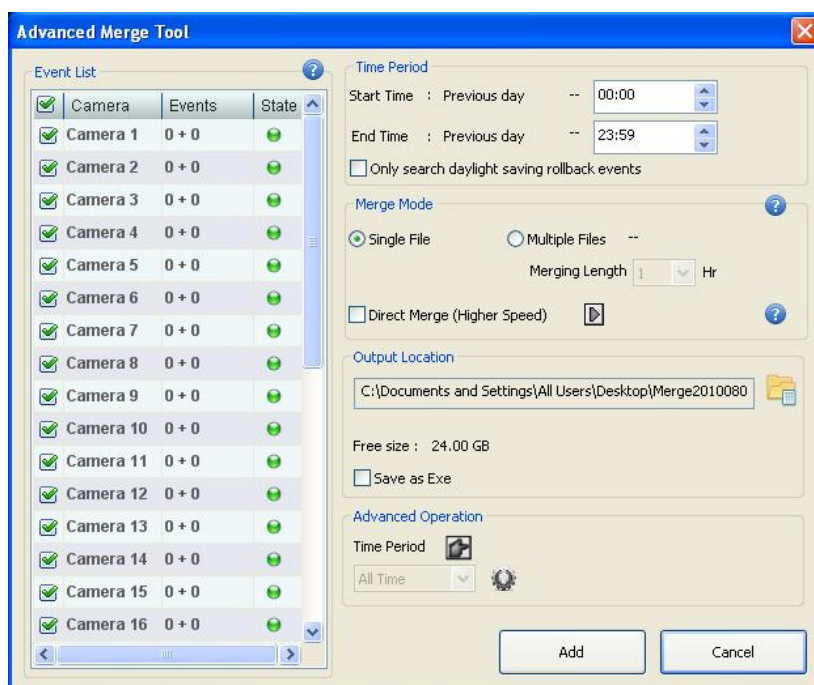 Advanced Merge Tool
Event List
Camera Events State
Camera 1 0 + 0
Camera 2 0 + 0
Camera 3 0 + 0
Camera 4 0 + 0
Camera 5 0 + 0
Camera 6 0 + 0
Camera 7 0 + 0
Camera 8 0 + 0
Camera 9 0 + 0
Camera 10 0 + 0
Camera 11 0 + 0
Camera 12 0 + 0
Camera 13 0 + 0
Camera 14 0 + 0
Camera 15 0 + 0
Camera 16 0 + 0
Time Period
Start Time : Previous day -- 00:00
End Time : Previous day -- 23:59
Only search daylight saving rollback events
Merge Mode
Single File Multiple Files --
Merging Length 1 Hr
Direct Merge (Higher Speed)
Output Location
C:\Documents and Settings\All Users\Desktop\Merge2010080
Free size : 24.00 GB
Save as Exe
Advanced Operation
Time Period
All Time
Add Cancel